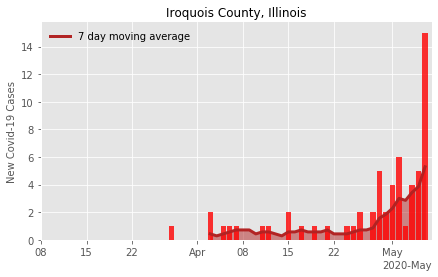 Iroquois County, Illinois
7 day moving average
New Covid-19 Cases
14
12
10
8
6
4
2
0
08 15 22 Apr 08 15 22 May
2020-May